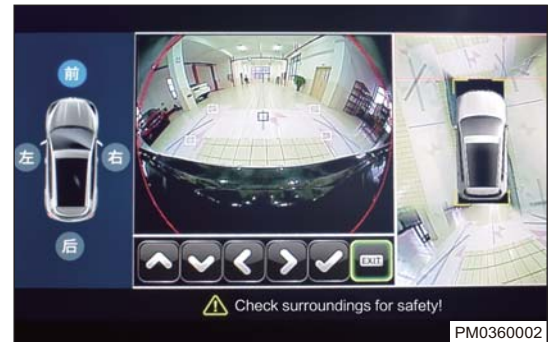 前
左
右
后
EXIT
Check surroundings for safety!
PM0360002